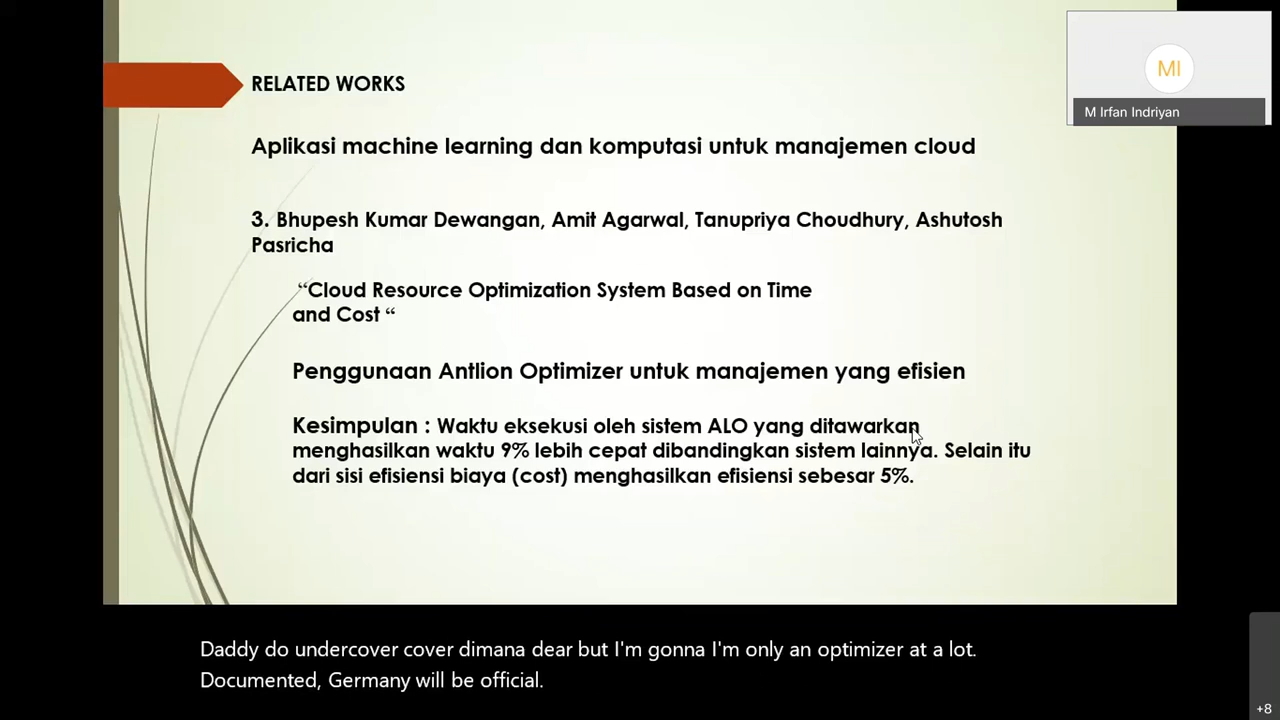 RELATED WORKS
Aplikasi machine learning dan komputasi untuk manajemen cloud
3. Bhupesh Kumar Dewangan, Amit Agarwal, Tanupriya Choudhury, Ashutosh
Pasricha
“Cloud Resource Optimization System Based on Time
and Cost “
Penggunaan Antlion Optimizer untuk manajemen yang efisien
Kesimpulan : Waktu eksekusi oleh sistem ALO yang ditawarkan
menghasilkan waktu 9% lebih cepat dibandingkan sistem lainnya. Selain itu
dari sisi efisiensi biaya (cost) menghasilkan efisiensi sebesar 5%.
MI
M Irfan Indriyan
Daddy do undercover cover dimana dear but I'm gonna I'm only an optimizer at a lot.
Documented, Germany will be official.
+8